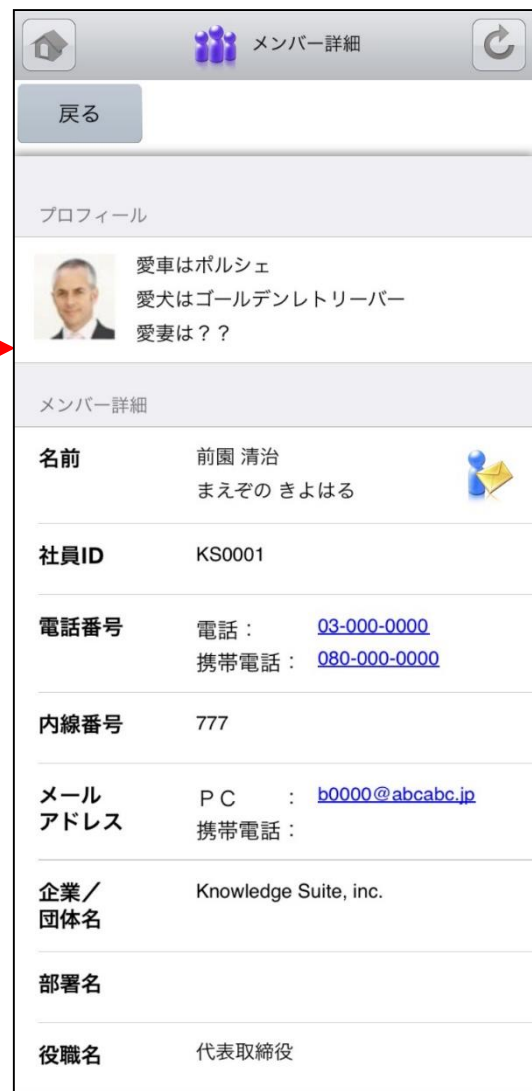 メンバー詳細
戻る
プロフィール
愛車はポルシェ
愛犬はゴールデンレトリーバー
愛妻は？？
メンバー詳細
名前 前園 清治
まえぞの きよはる
社員ID KS0001
電話番号 電話： 03-000-0000
携帯電話： 080-000-0000
内線番号 777
メール
アドレス
ＰＣ ： b0000@abcabc.jp
携帯電話：
企業／
団体名
Knowledge Suite, inc.
部署名
役職名 代表取締役